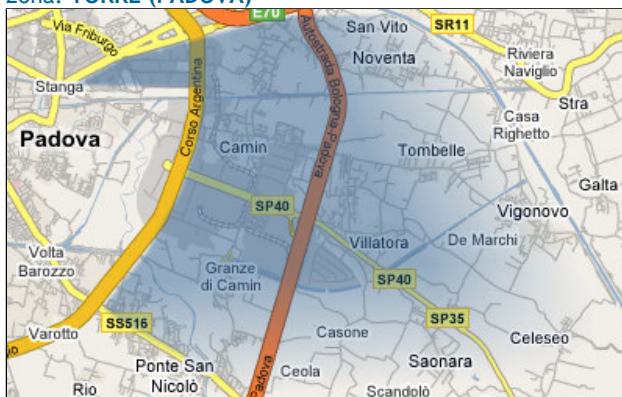 zona: TORRE (PADOVA)
E70
Via Friburgo
San Vito
SR11
Noventa
Riviera
Naviglio
Stanga
Stra
Autostrada Bologna Padova
Corso Argentina
Casa
Righetto
Padova
Camin
Tombelle
Galta
SP40
Vigonovo
Villatora
De Marchi
Volta
Barozzo
Granze
di Camin
SP40
SS516
SP35
Varotto
Casone
Celeseo
Ponte San
Nicolò
Saonara
Ceola
Padova
Rio
Scandolò